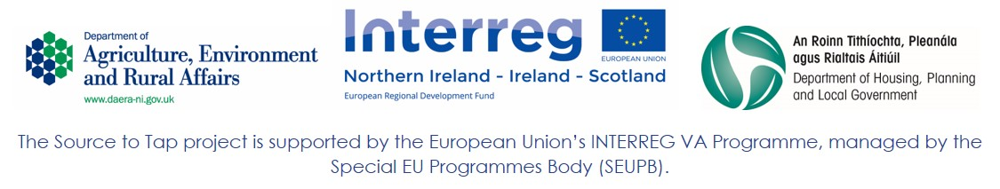 Department of
Agriculture, Environment
and Rural Affairs
www.daera-ni.gov.uk
Interreg
EUROPEAN UNION
Northern Ireland - Ireland - Scotland
European Regional Development Fund
An Roinn Tithíochta, Pleanála
agus Rialtais Áitiúil
Department of Housing, Planning
and Local Government
The Source to Tap project is supported by the European Union's INTERREG VA Programme, managed by the
Special EU Programmes Body (SEUPB).